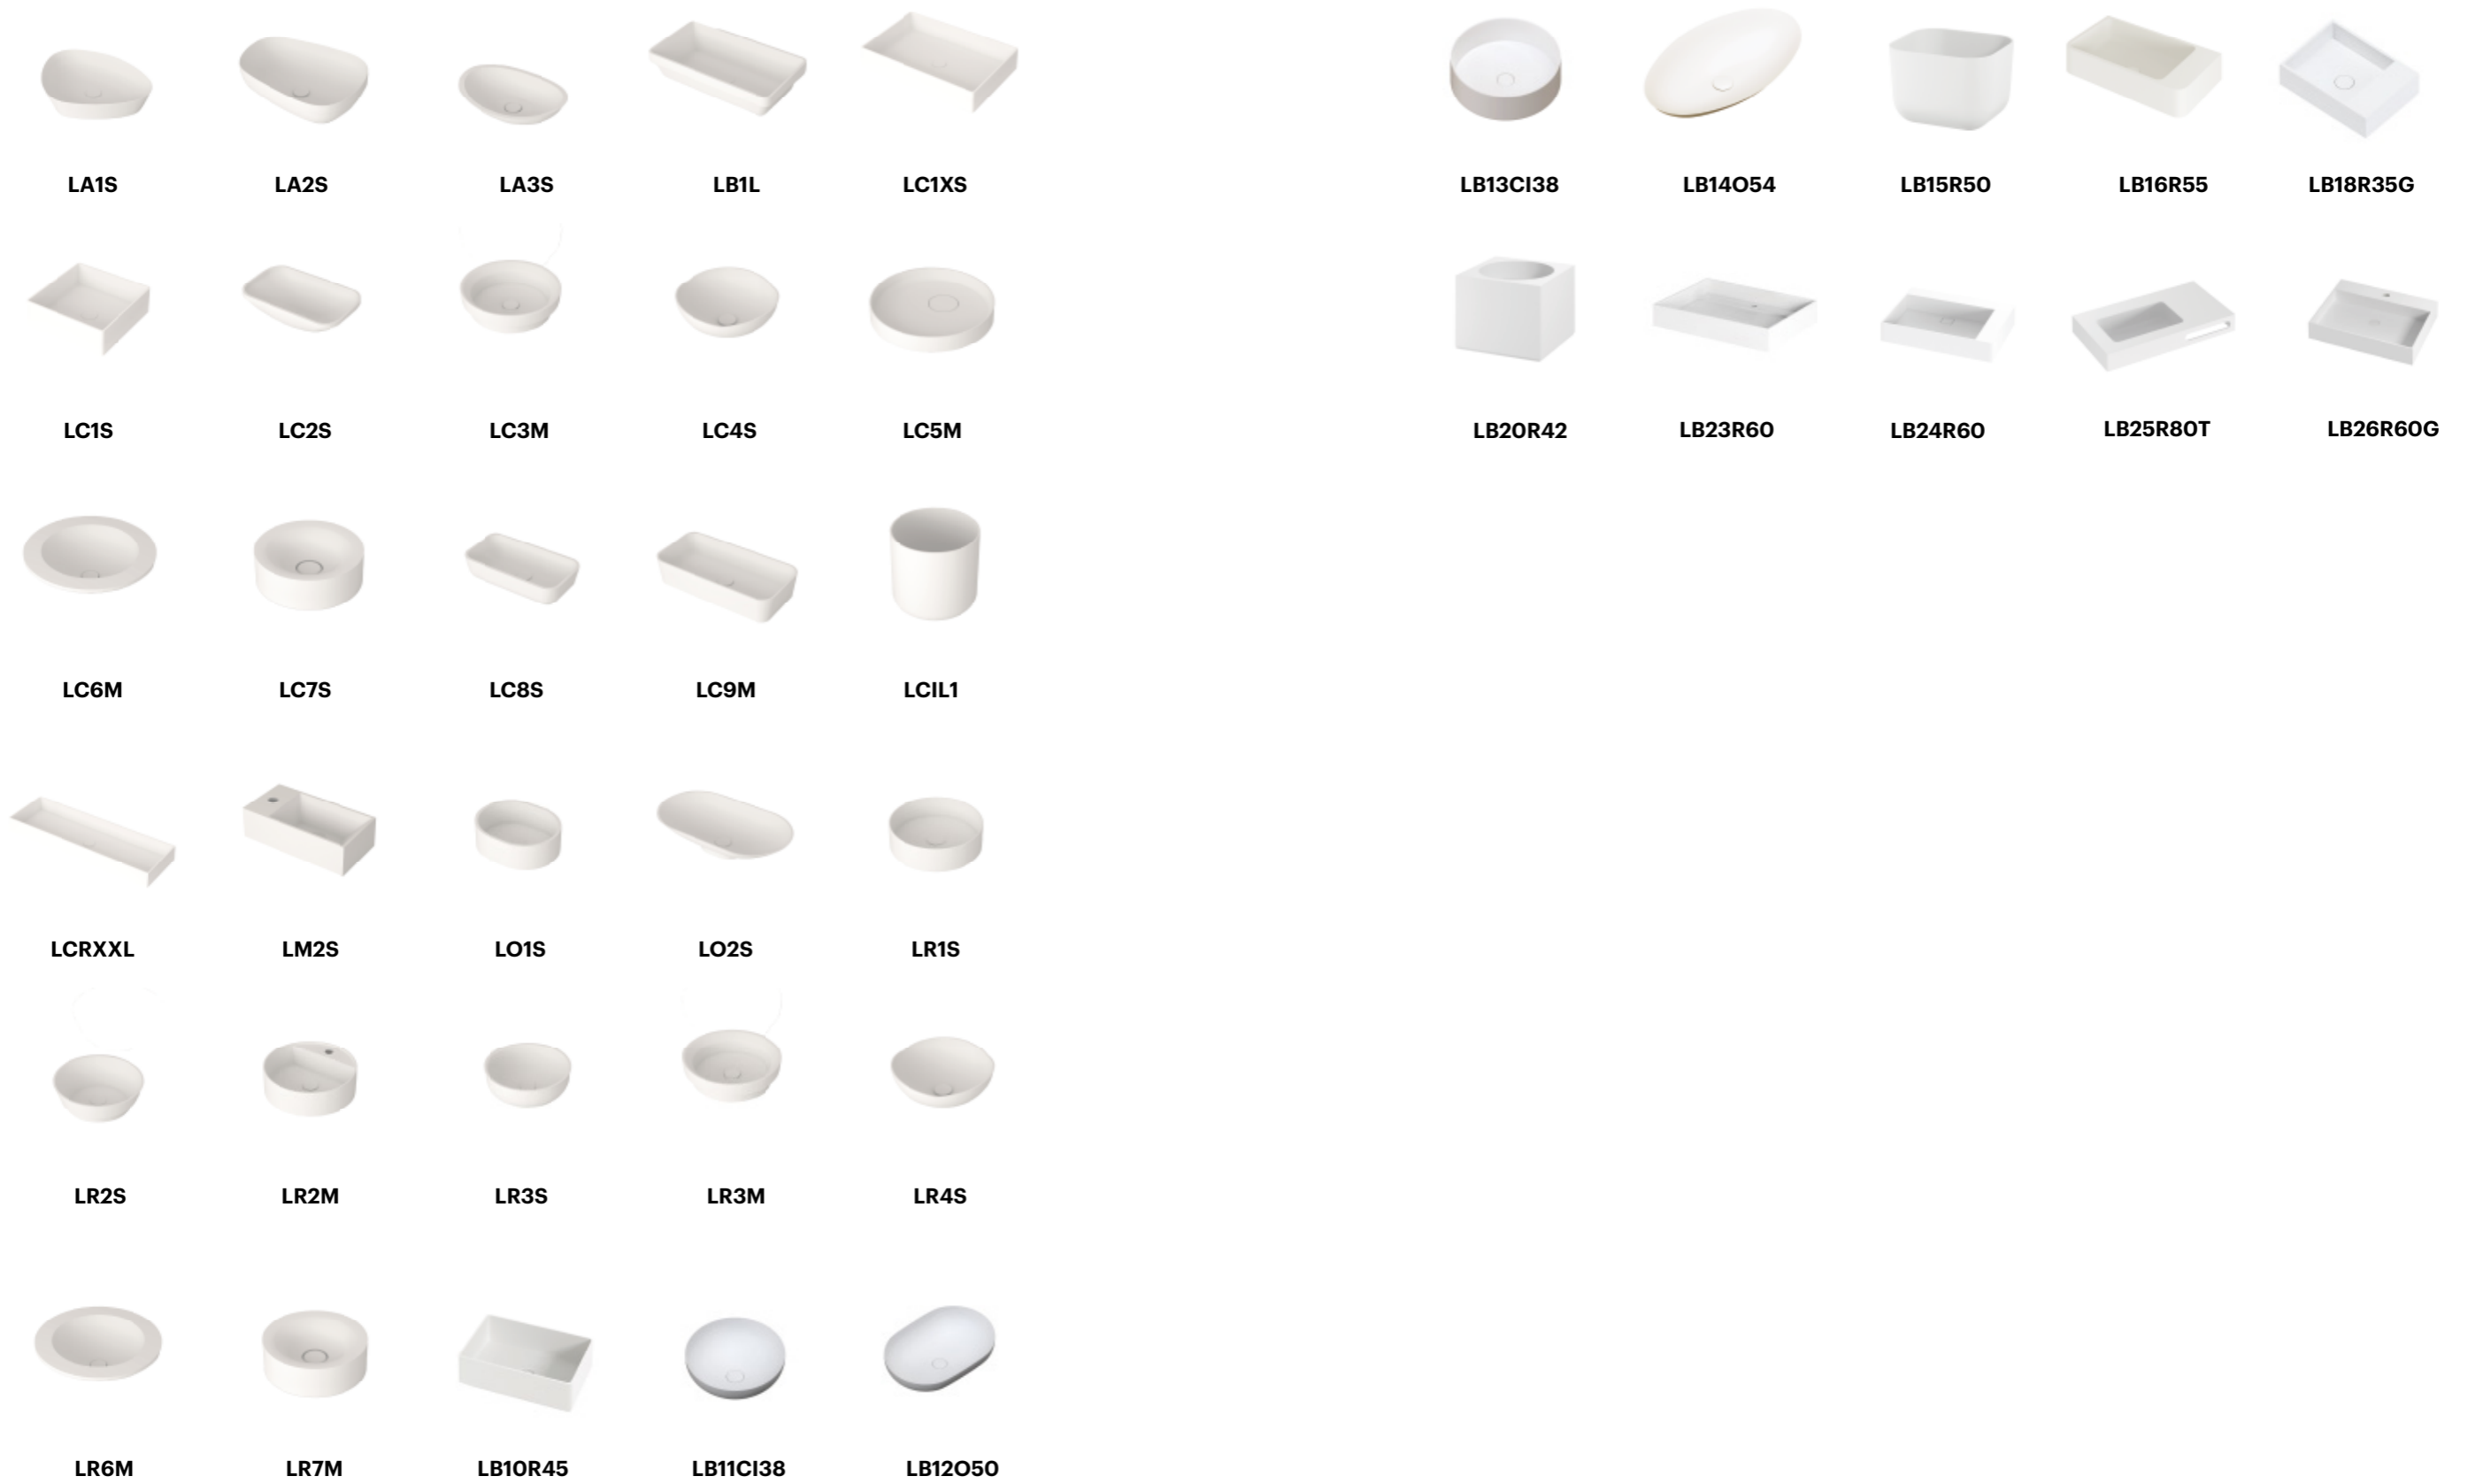 LA1S LA2S LA3S LB1L LC1XS
LC1S LC2S LC3M LC4S LC5M
LC6M LC7S LC8S LC9M LCIL1
LCRXXL LM2S LO1S LO2S LR1S
LR2S LR2M LR3S LR3M LR4S
LR6M LR7M LB10R45 LB11CI38 LB12O50
LB13CI38 LB14O54 LB15R50 LB16R55 LB18R35G
LB20R42 LB23R60 LB24R60 LB25R80T LB26R60G